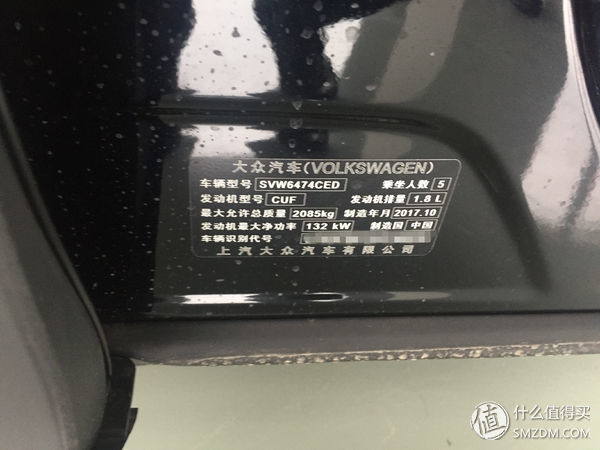 大众汽车(VOLKSWAGEN)
车辆型号 SVW6474CED 乘坐人数 5
发动机型号 CUF 发动机排量 1.8 L
最大允许总质量 2085kg 制造年月 2017.10
发动机最大净功率 132 kW 制造国 中国
车辆识别代号
上汽大众汽车有限公司
值 什么值得买
SMZDM.COM